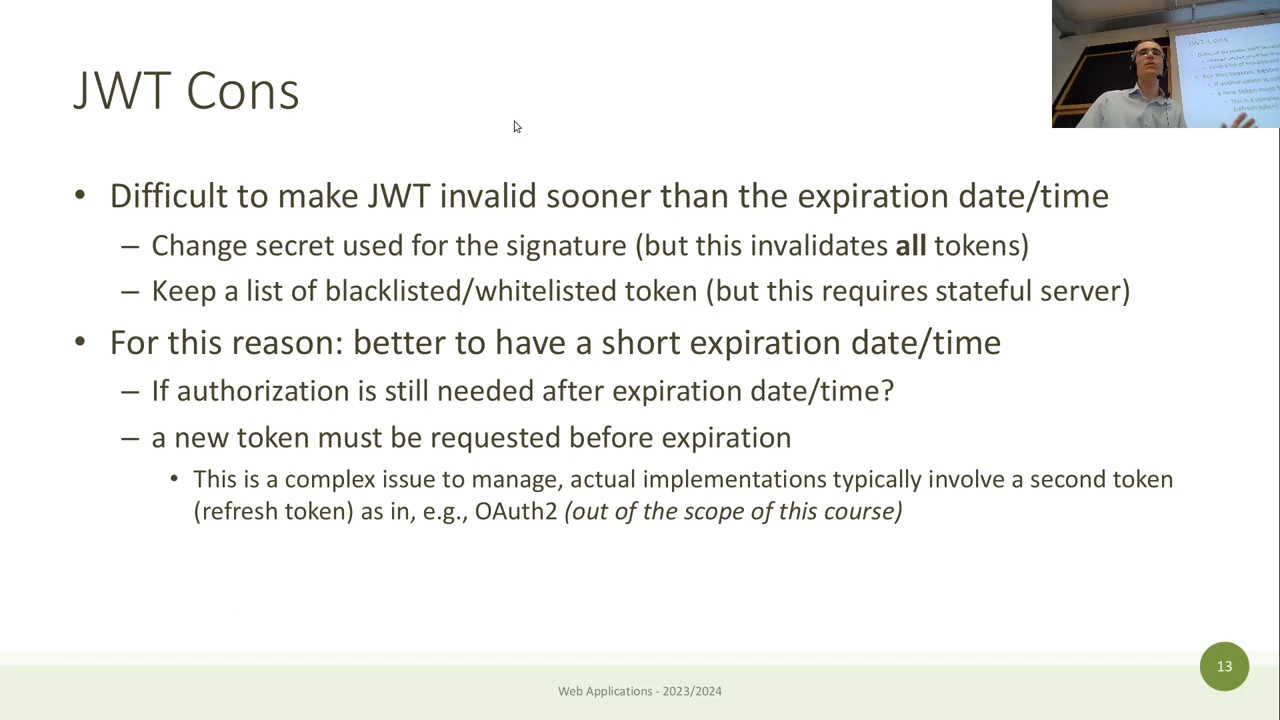 JWT Cons
• Difficult to make JWT invalid sooner than the expiration date/time
– Change secret used for the signature (but this invalidates all tokens)
– Keep a list of blacklisted/whitelisted token (but this requires stateful server)
• For this reason: better to have a short expiration date/time
– If authorization is still needed after expiration date/time?
– a new token must be requested before expiration
• This is a complex issue to manage, actual implementations typically involve a second token
(refresh token) as in, e.g., OAuth2 (out of the scope of this course)
13
Web Applications - 2023/2024